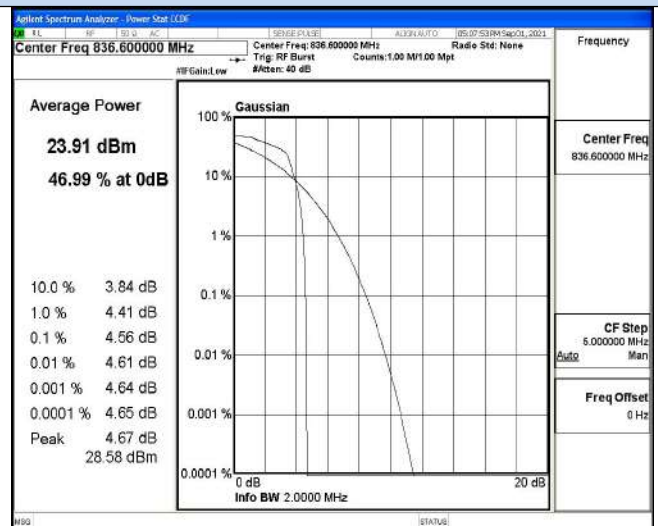 Agilent Spectrum Analyzer - Power Stat CCDF
RL RF 50 Ω AC SENSE:PULSE ALIGN AUTO 05:07:53 PM Sep 01, 2021
Center Freq 836.600000 MHz
Center Freq: 836.600000 MHz Radio Std: None
Trig: RF Burst Counts:1.00 M/1.00 Mpt
#IFGain:Low #Atten: 40 dB
Frequency
Average Power
23.91 dBm
46.99 % at 0dB
10.0 % 3.84 dB
1.0 % 4.41 dB
0.1 % 4.56 dB
0.01 % 4.61 dB
0.001 % 4.64 dB
0.0001 % 4.65 dB
Peak 4.67 dB
28.58 dBm
Gaussian
100 %
10 %
1 %
0.1 %
0.01 %
0.001 %
0.0001 %
0 dB 20 dB
Info BW 2.0000 MHz
Center Freq
836.600000 MHz
CF Step
5.000000 MHz
Auto Man
Freq Offset
0 Hz
MSG STATUS